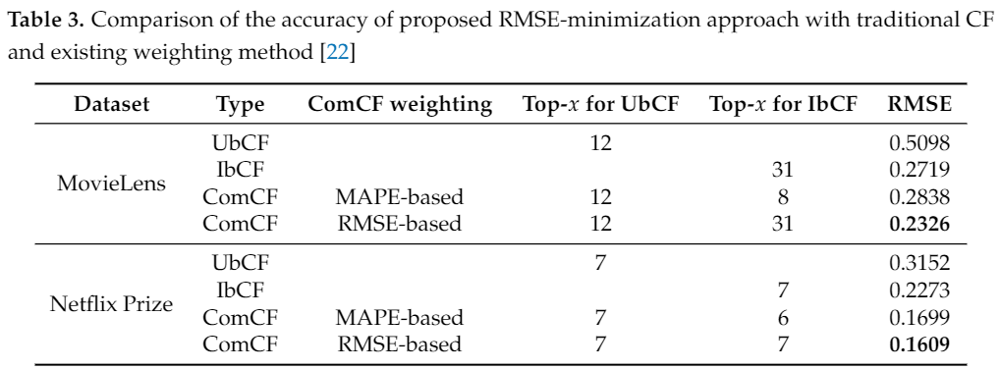 Table 3. Comparison of the accuracy of proposed RMSE-minimization approach with traditional CF
and existing weighting method [22]
Dataset Type ComCF weighting Top-x for UbCF Top-x for IbCF RMSE
MovieLens
UbCF 12 0.5098
IbCF 31 0.2719
ComCF MAPE-based 12 8 0.2838
ComCF RMSE-based 12 31 0.2326
Netflix Prize
UbCF 7 0.3152
IbCF 7 0.2273
ComCF MAPE-based 7 6 0.1699
ComCF RMSE-based 7 7 0.1609